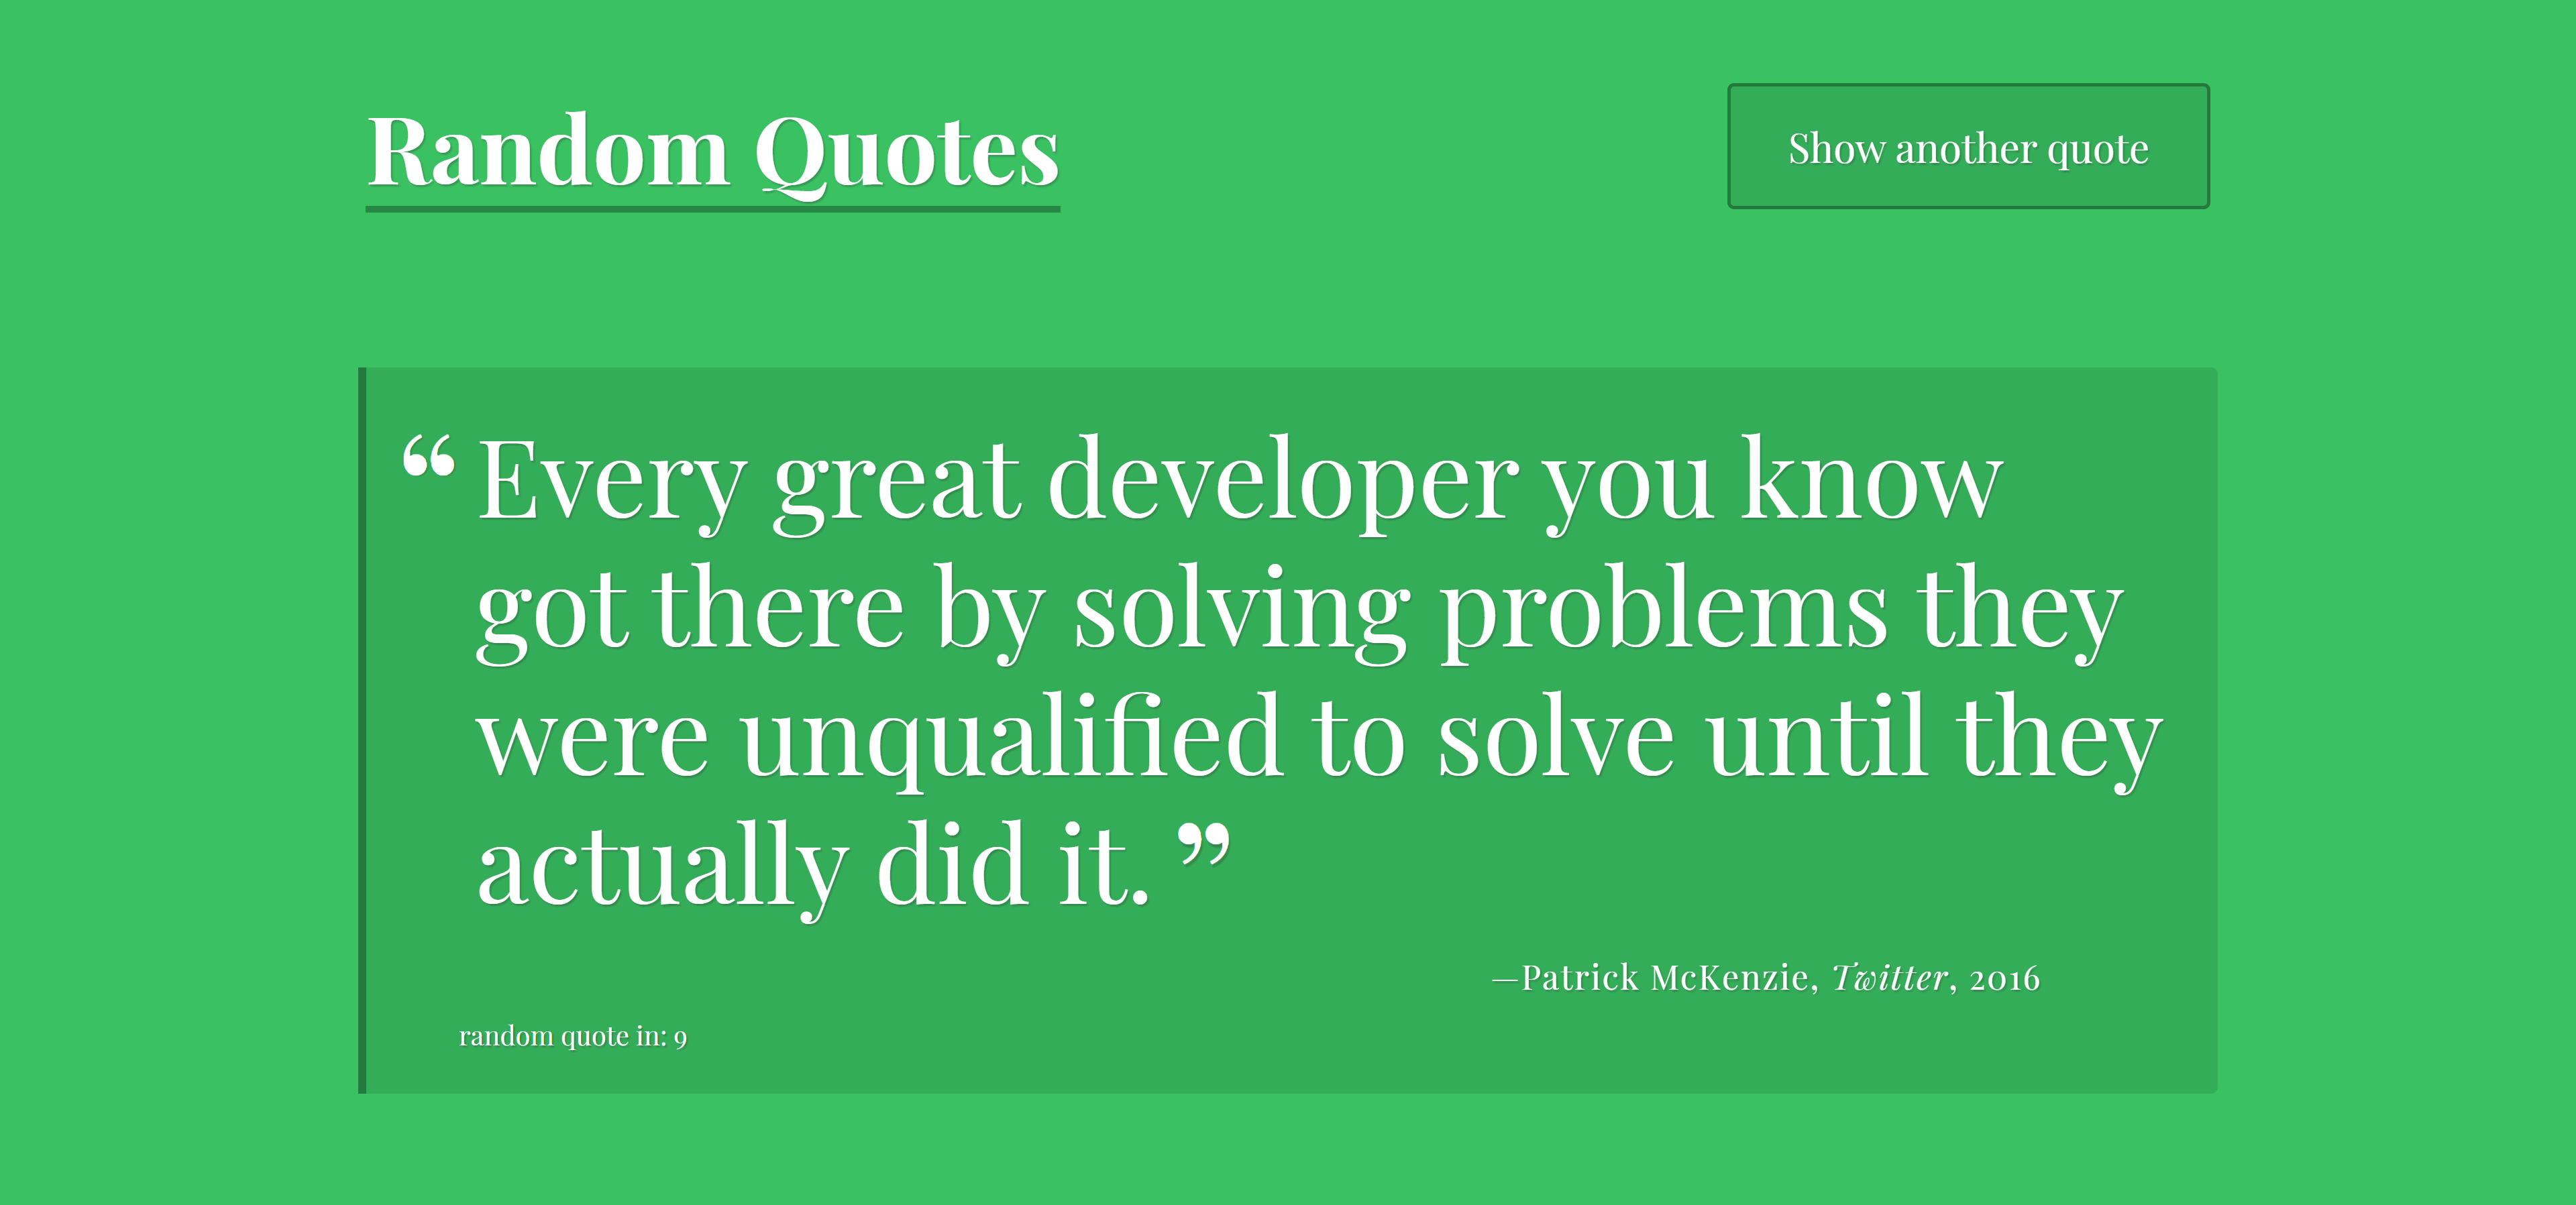 Random Quotes
Show another quote
“ Every great developer you know
got there by solving problems they
were unqualified to solve until they
actually did it. ”
—Patrick McKenzie, Twitter, 2016
random quote in: 9